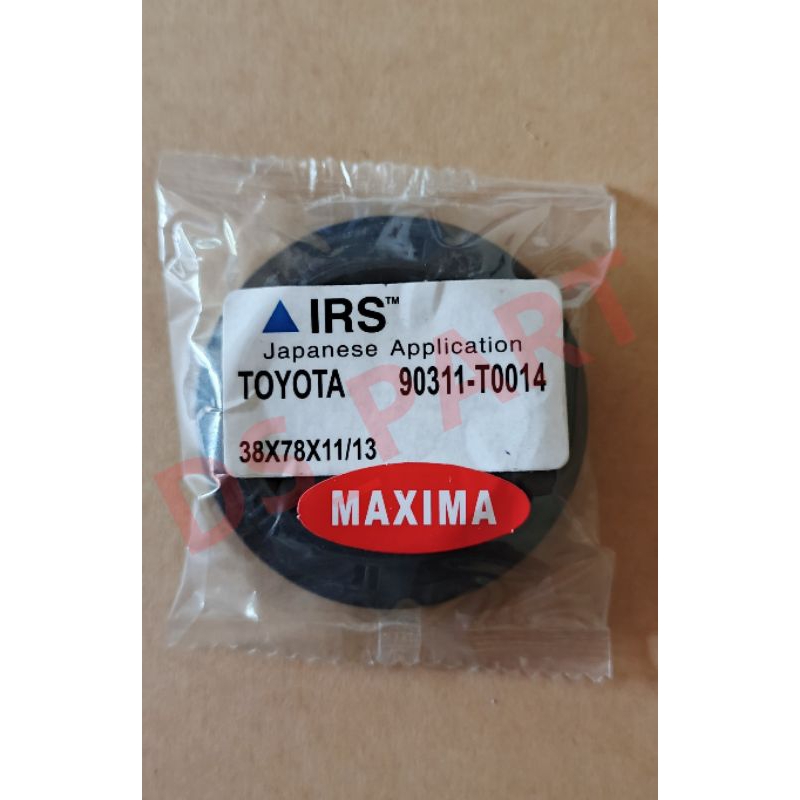 IRS™
Japanese Application
TOYOTA 90311-T0014
38X78X11/13
MAXIMA
DS PART